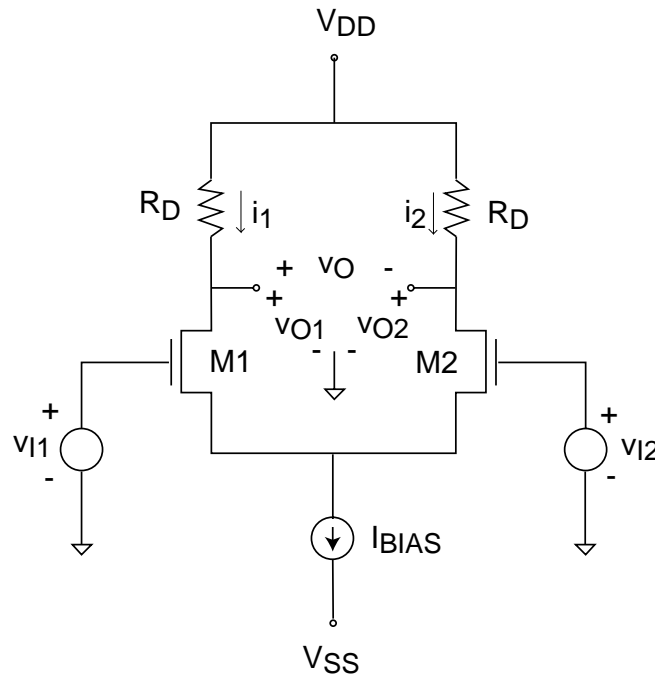 VDD
RD i1 i2 RD
+ vO -
+ +
vO1 vO2
- -
M1 M2
+ +
vI1 vI2
- -
IBIAS
VSS